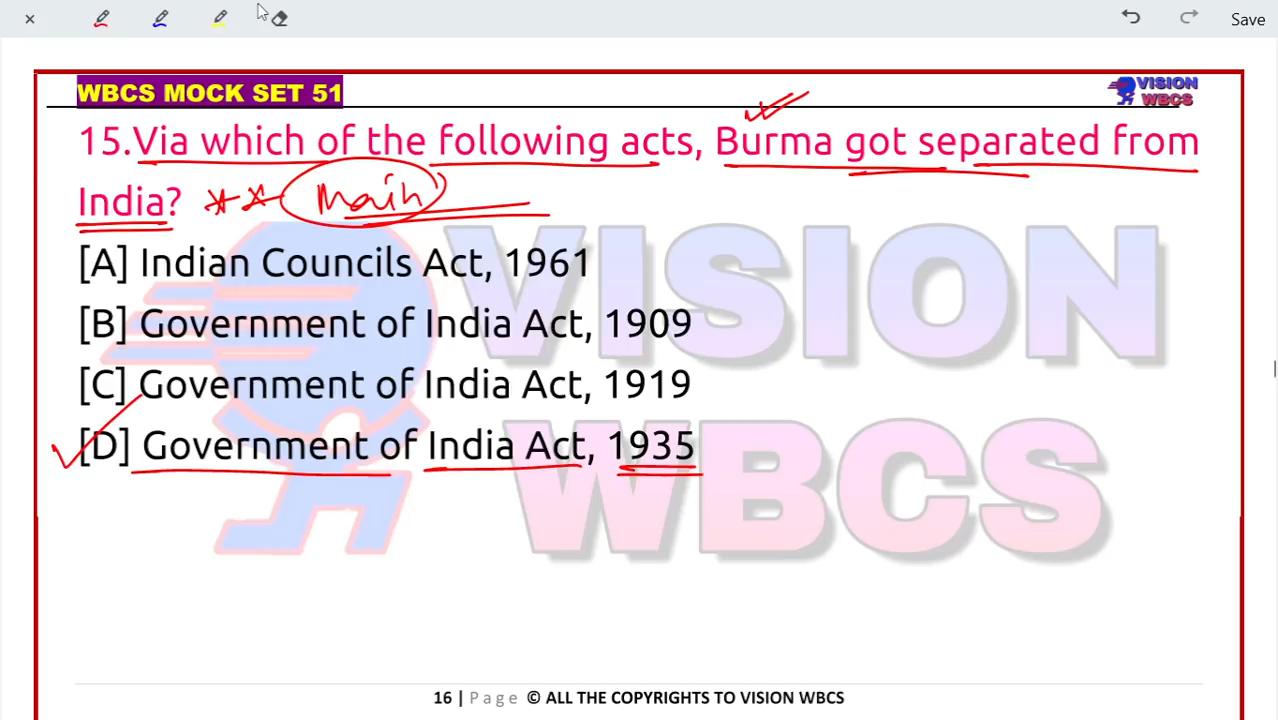 Save
WBCS MOCK SET 51
VISION
WBCS
15.Via which of the following acts, Burma got separated from
India? Main
[A] Indian Councils Act, 1961
[B] Government of India Act, 1909
[C] Government of India Act, 1919
[D] Government of India Act, 1935
VISION
WBCS
16 | Page © ALL THE COPYRIGHTS TO VISION WBCS